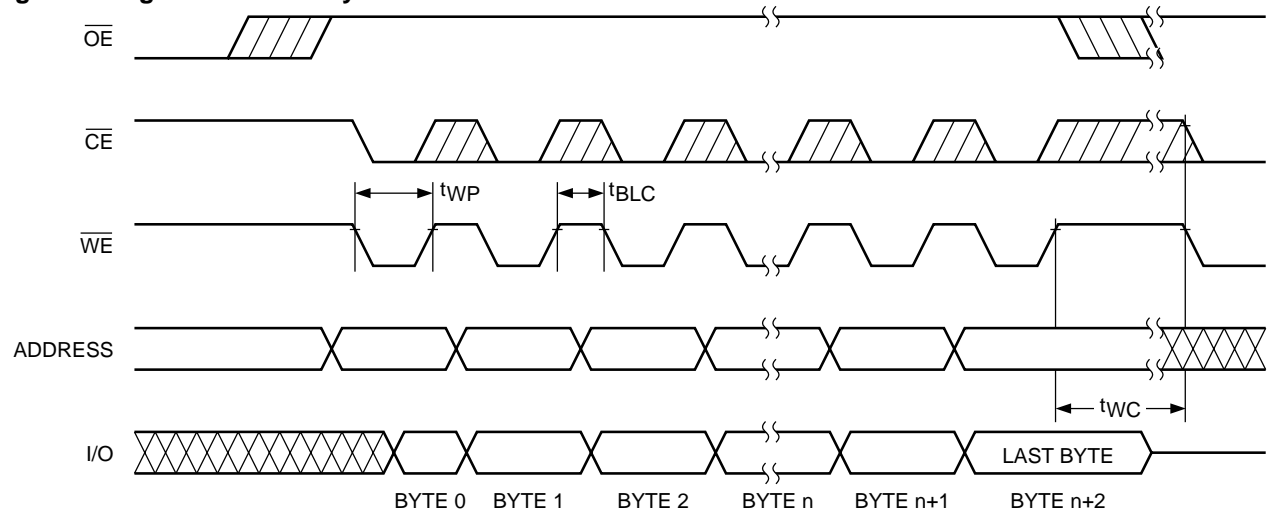 OE
CE
tWP
tBLC
WE
ADDRESS
tWC
I/O
LAST BYTE
BYTE 0 BYTE 1 BYTE 2 BYTE n BYTE n+1 BYTE n+2